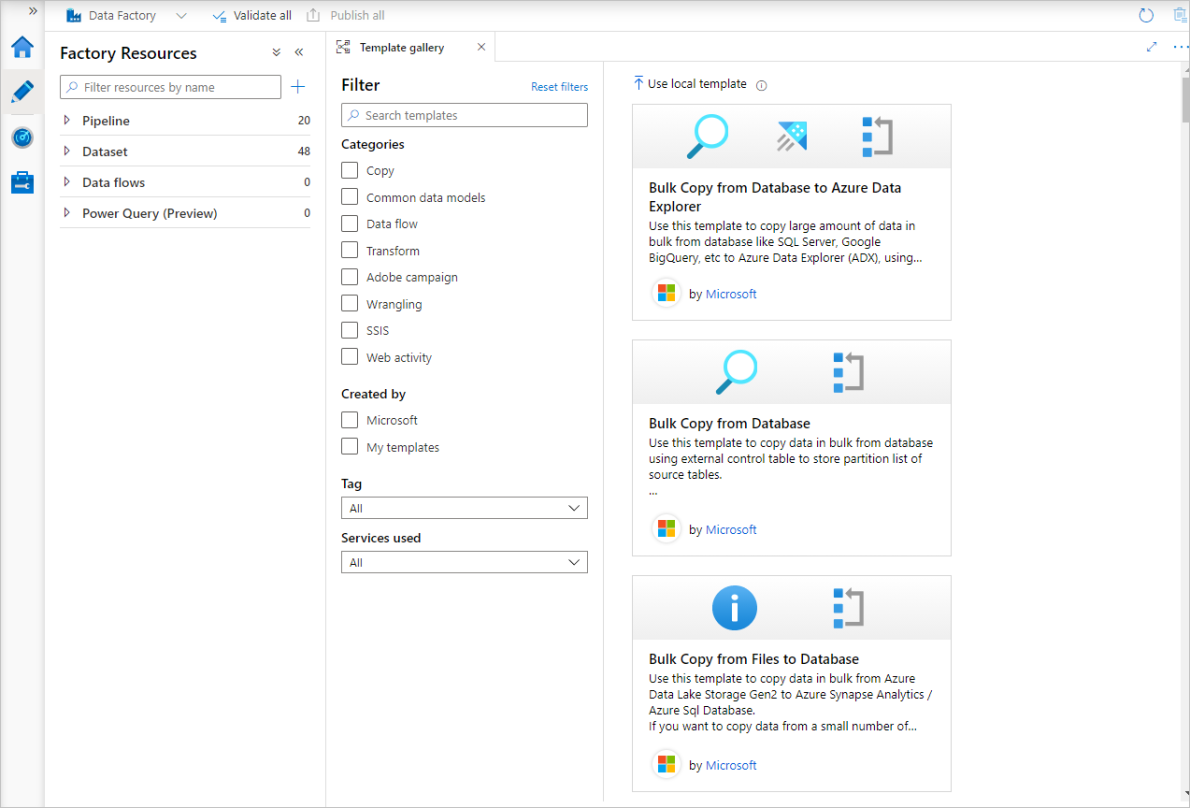 Data Factory
Validate all
Publish all
Factory Resources
Filter resources by name
Pipeline 20
Dataset 48
Data flows 0
Power Query (Preview) 0
Template gallery
Filter
Reset filters
Search templates
Categories
Copy
Common data models
Data flow
Transform
Adobe campaign
Wrangling
SSIS
Web activity
Created by
Microsoft
My templates
Tag
All
Services used
All
Use local template
Bulk Copy from Database to Azure Data
Explorer
Use this template to copy large amount of data in
bulk from database like SQL Server, Google
BigQuery, etc to Azure Data Explorer (ADX), using...
by Microsoft
Bulk Copy from Database
Use this template to copy data in bulk from database
using external control table to store partition list of
source tables.
...
by Microsoft
Bulk Copy from Files to Database
Use this template to copy data in bulk from Azure
Data Lake Storage Gen2 to Azure Synapse Analytics /
Azure Sql Database.
If you want to copy data from a small number of...
by Microsoft